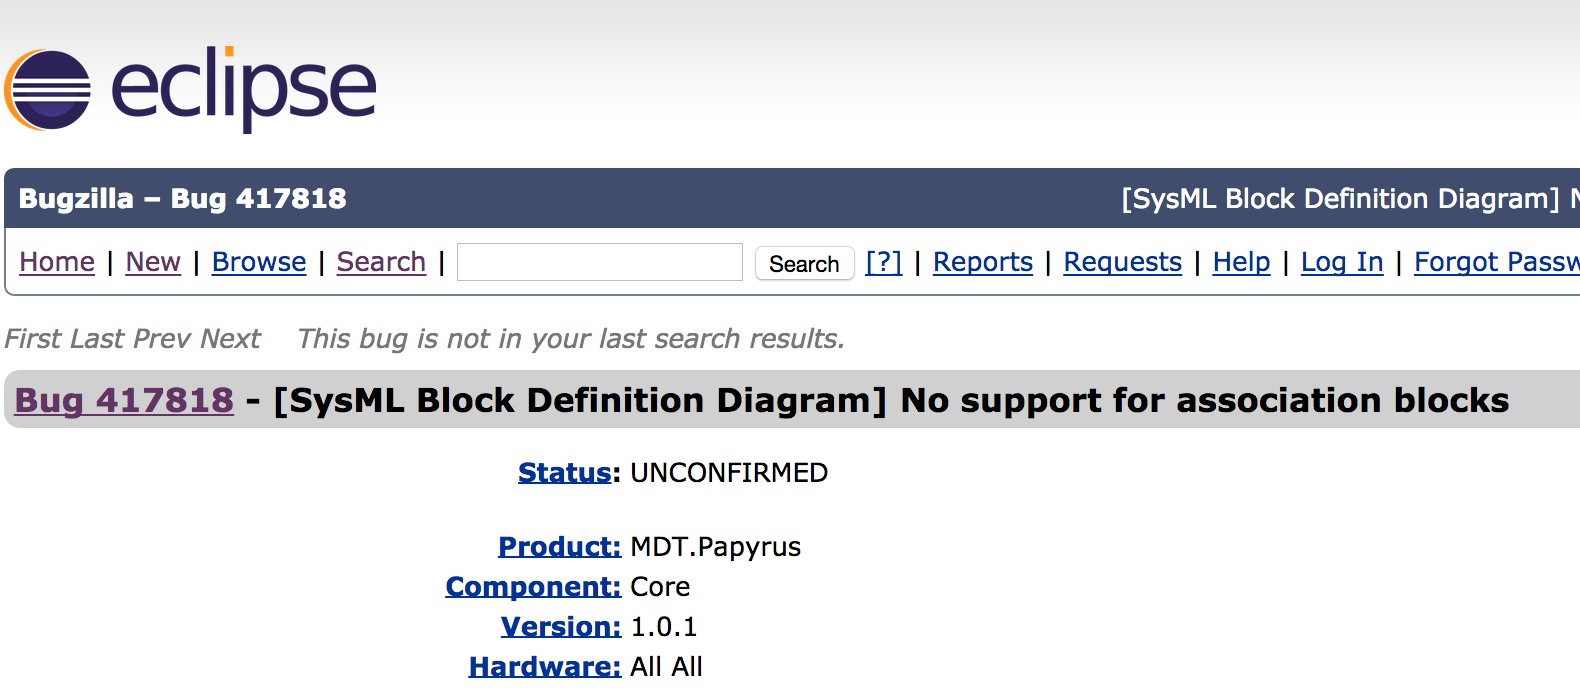 eclipse
Bugzilla – Bug 417818 [SysML Block Definition Diagram]
Home | New | Browse | Search | Search [?] | Reports | Requests | Help | Log In | Forgot
First Last Prev Next This bug is not in your last search results.
Bug 417818 - [SysML Block Definition Diagram] No support for association blocks
Status: UNCONFIRMED
Product: MDT.Papyrus
Component: Core
Version: 1.0.1
Hardware: All All